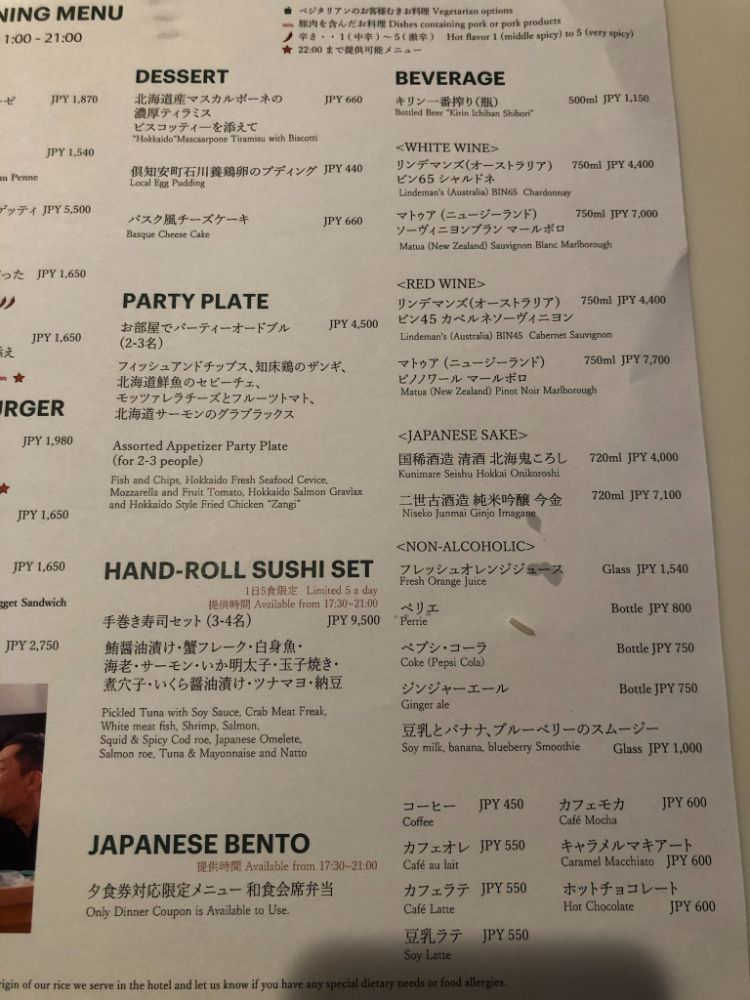 NING MENU
1:00 - 21:00
ベジタリアンのお客様むきお料理 Vegetarian options
豚肉を含んだお料理 Dishes containing pork or pork products
辛き・・1(中辛)～5(激辛) Hot flavor 1 (middle spicy) to 5 (very spicy)
22:00 まで提供可能メニュー
ーゼ JPY 1,870
JPY 1,540
m Penne
ゲッティ JPY 5,500
った JPY 1,650
JPY 1,650
添え
URGER
JPY 1,980
JPY 1,650
JPY 1,650
gget Sandwich
JPY 2,750
DESSERT
北海道産マスカルポーネの JPY 660
濃厚ティラミス
ビスコッティーを添えて
"Hokkaido"Mascaarpone Tiramisu with Biscotti
倶知安町石川養鶏卵のプディング JPY 440
Local Egg Pudding
バスク風チーズケーキ JPY 660
Basque Cheese Cake
PARTY PLATE
お部屋でパーティーオードブル JPY 4,500
(2-3名)
フィッシュアンドチップス、知床鶏のザンギ、
北海道鮮魚のセビーチェ、
モッツァレラチーズとフルーツトマト、
北海道サーモンのグラブラックス
Assorted Appetizer Party Plate
(for 2-3 people)
Fish and Chips, Hokkaido Fresh Seafood Cevice,
Mozzarella and Fruit Tomato, Hokkaido Salmon Gravlax
and Hokkaido Style Fried Chicken "Zangi"
HAND-ROLL SUSHI SET
1日5食限定 Limited 5 a day
提供時間 Available from 17:30~21:00
手巻き寿司セット (3-4名) JPY 9,500
鮪醤油漬け・蟹フレーク・白身魚・
海老・サーモン・いか明太子・玉子焼き・
煮穴子・いくら醤油漬け・ツナマヨ・納豆
Pickled Tuna with Soy Sauce, Crab Meat Freak,
White meat fish, Shrimp, Salmon,
Squid & Spicy Cod roe, Japanese Omelete,
Salmon roe, Tuna & Mayonnaise and Natto
JAPANESE BENTO
提供時間 Available from 17:30~21:00
夕食券対応限定メニュー 和食会席弁当
Only Dinner Coupon is Available to Use.
BEVERAGE
キリン一番搾り(瓶) 500ml JPY 1,150
Bottled Beer "Kirin Ichiban Shibori"
<WHITE WINE>
リンデマンズ(オーストラリア) 750ml JPY 4,400
ビン65 シャルドネ
Lindeman's (Australia) BIN65 Chardonnay
マトゥア (ニュージーランド) 750ml JPY 7,000
ソーヴィニヨンブラン マールボロ
Matua (New Zealand) Sauvignon Blanc Marlborough
<RED WINE>
リンデマンズ(オーストラリア) 750ml JPY 4,400
ビン45 カベルネソーヴィニヨン
Lindeman's (Australia) BIN45 Cabernet Sauvignon
マトゥア (ニュージーランド) 750ml JPY 7,700
ピノノワール マールボロ
Matua (New Zealand) Pinot Noir Marlborough
<JAPANESE SAKE>
国稀酒造 清酒 北海鬼ころし 720ml JPY 4,000
Kunimare Seishu Hokkai Onikoroshi
二世古酒造 純米吟醸 今金 720ml JPY 7,100
Niseko Junmai Ginjo Imagane
<NON-ALCOHOLIC>
フレッシュオレンジジュース Glass JPY 1,540
Fresh Orange Juice
ペリエ Bottle JPY 800
Perrie
ペプシ・コーラ Bottle JPY 750
Coke (Pepsi Cola)
ジンジャーエール Bottle JPY 750
Ginger ale
豆乳とバナナ、ブルーベリーのスムージー
Soy milk, banana, blueberry Smoothie Glass JPY 1,000
コーヒー JPY 450 カフェモカ JPY 600
Coffee Café Mocha
カフェオレ JPY 550 キャラメルマキアート
Café au lait Caramel Macchiato JPY 600
カフェラテ JPY 550 ホットチョコレート
Café Latte Hot Chocolate JPY 600
豆乳ラテ JPY 550
Soy Latte
rigin of our rice we serve in the hotel and let us know if you have any special dietary needs or food allergies.